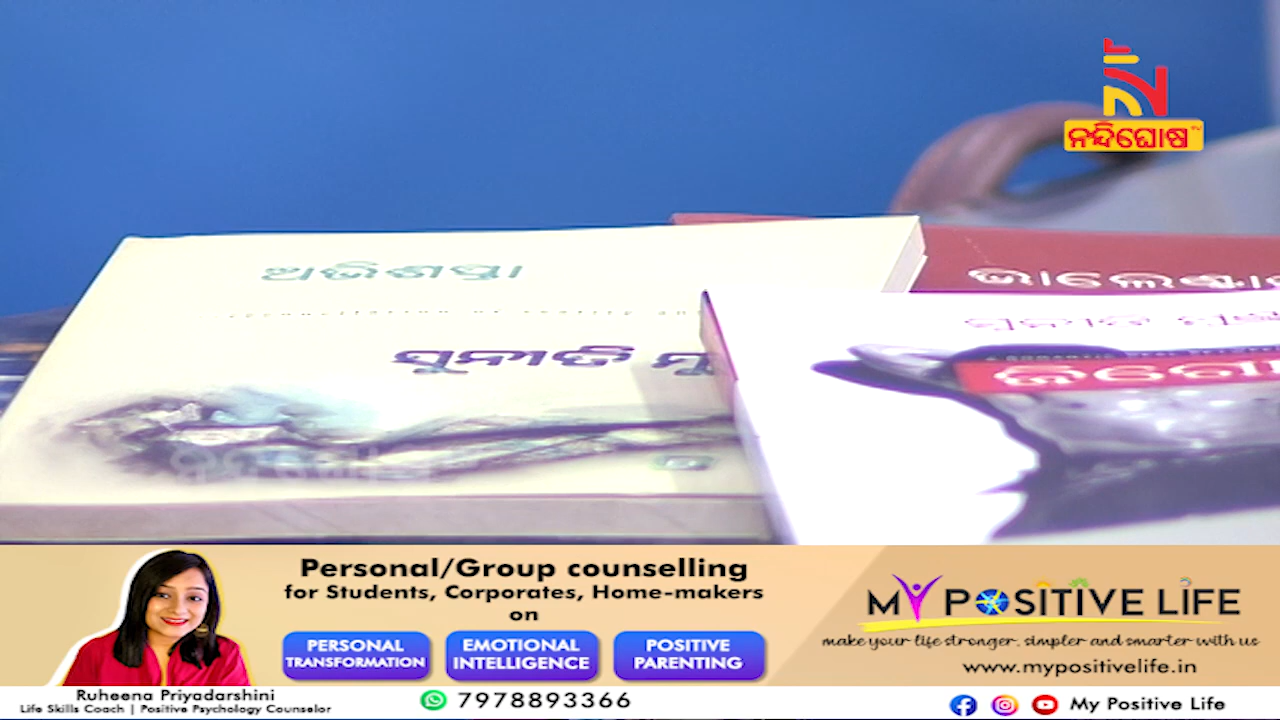 ନନ୍ଦିଘୋଷ
ଅଭିଶପ୍ତା
ସୁନୀତି
Personal/Group counselling
for Students, Corporates, Home-makers
on
PERSONAL TRANSFORMATION
EMOTIONAL INTELLIGENCE
POSITIVE PARENTING
MY POSITIVE LIFE
make your life stronger, simpler and smarter with us
www.mypositivelife.in
Ruheena Priyadarshini
Life Skills Coach | Positive Psychology Counselor
7978893366
My Positive Life